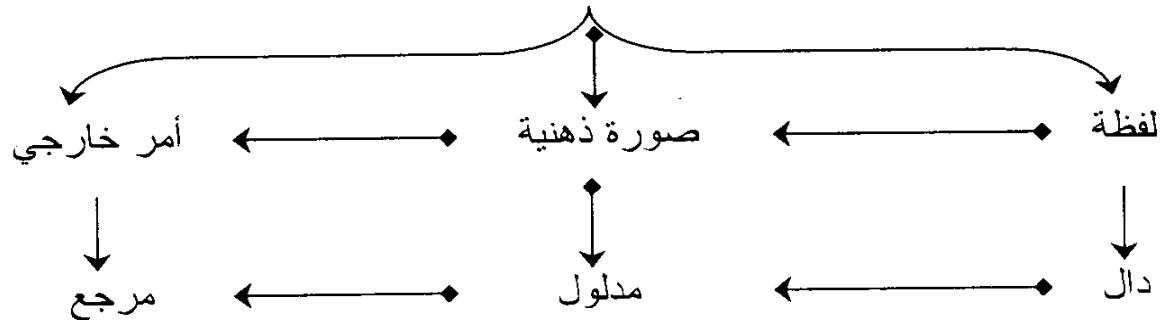 لفظة صورة ذهنية أمر خارجي
دال مدلول مرجع